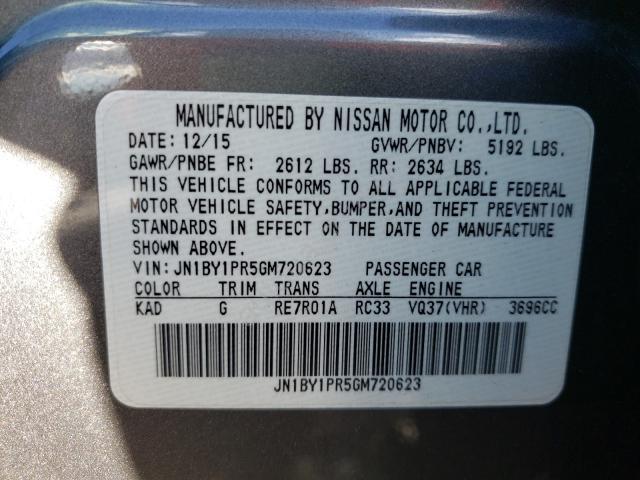 MANUFACTURED BY NISSAN MOTOR CO.,LTD.
DATE: 12/15 GVWR/PNBV: 5192 LBS.
GAWR/PNBE FR: 2612 LBS. RR: 2634 LBS.
THIS VEHICLE CONFORMS TO ALL APPLICABLE FEDERAL
MOTOR VEHICLE SAFETY,BUMPER,AND THEFT PREVENTION
STANDARDS IN EFFECT ON THE DATE OF MANUFACTURE
SHOWN ABOVE.
VIN:JN1BY1PR5GM720623 PASSENGER CAR
COLOR TRIM TRANS AXLE ENGINE
KAD G RE7R01A RC33 VQ37(VHR) 3696CC
JN1BY1PR5GM720623